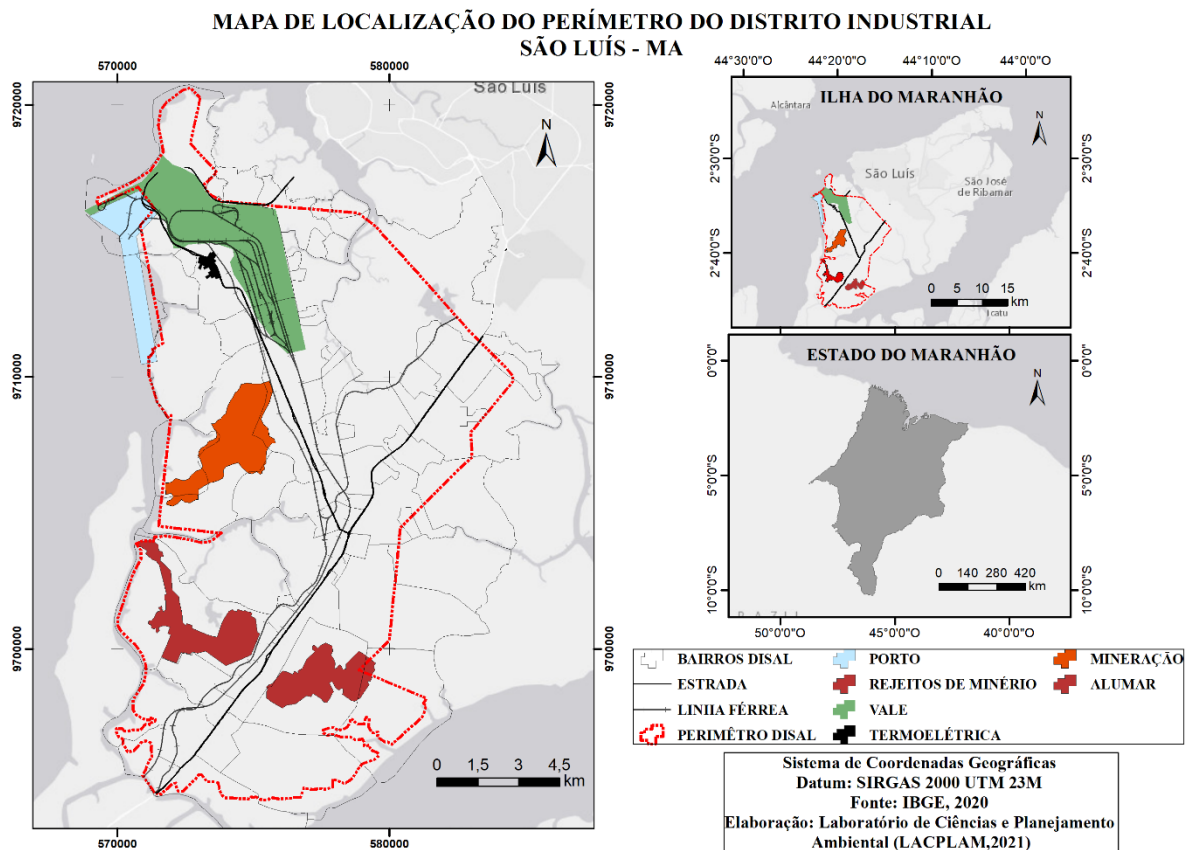 MAPA DE LOCALIZAÇÃO DO PERÍMETRO DO DISTRITO INDUSTRIAL
SÃO LUÍS - MA
570000
580000
9720000
9720000
9710000
9710000
9700000
9700000
570000
580000
São Luís
N
0 1,5 3 4,5
km
44°30'0"O
44°20'0"O
44°10'0"O
44°0'0"O
ILHA DO MARANHÃO
Alcântara
N
São Luís
São José
de Ribamar
2°30'0"S
2°30'0"S
2°40'0"S
2°40'0"S
0 5 10 15
km
Icatu
ESTADO DO MARANHÃO
N
0°0'0"
0°0'0"
5°0'0"S
5°0'0"S
10°0'0"S
10°0'0"S
0 140 280 420
km
R A Z I L
50°0'0"O
45°0'0"O
40°0'0"O
BAIRROS DISAL
PORTO
MINERAÇÃO
ESTRADA
REJEITOS DE MINÉRIO
ALUMAR
LINIIA FÉRREA
VALE
PERIMÊTRO DISAL
TERMOELÉTRICA
Sistema de Coordenadas Geográficas
Datum: SIRGAS 2000 UTM 23M
Fonte: IBGE, 2020
Elaboração: Laboratório de Ciências e Planejamento
Ambiental (LACPLAM,2021)